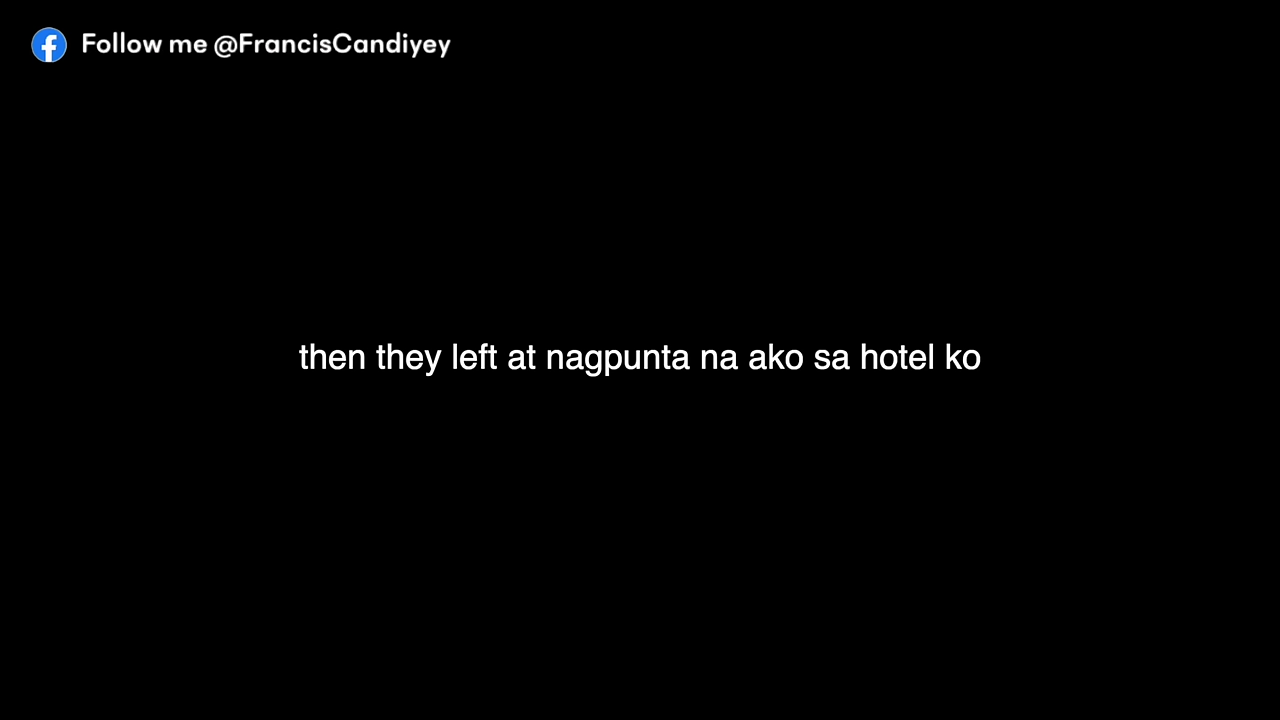 Follow me @FrancisCandiyey
then they left at nagpunta na ako sa hotel ko